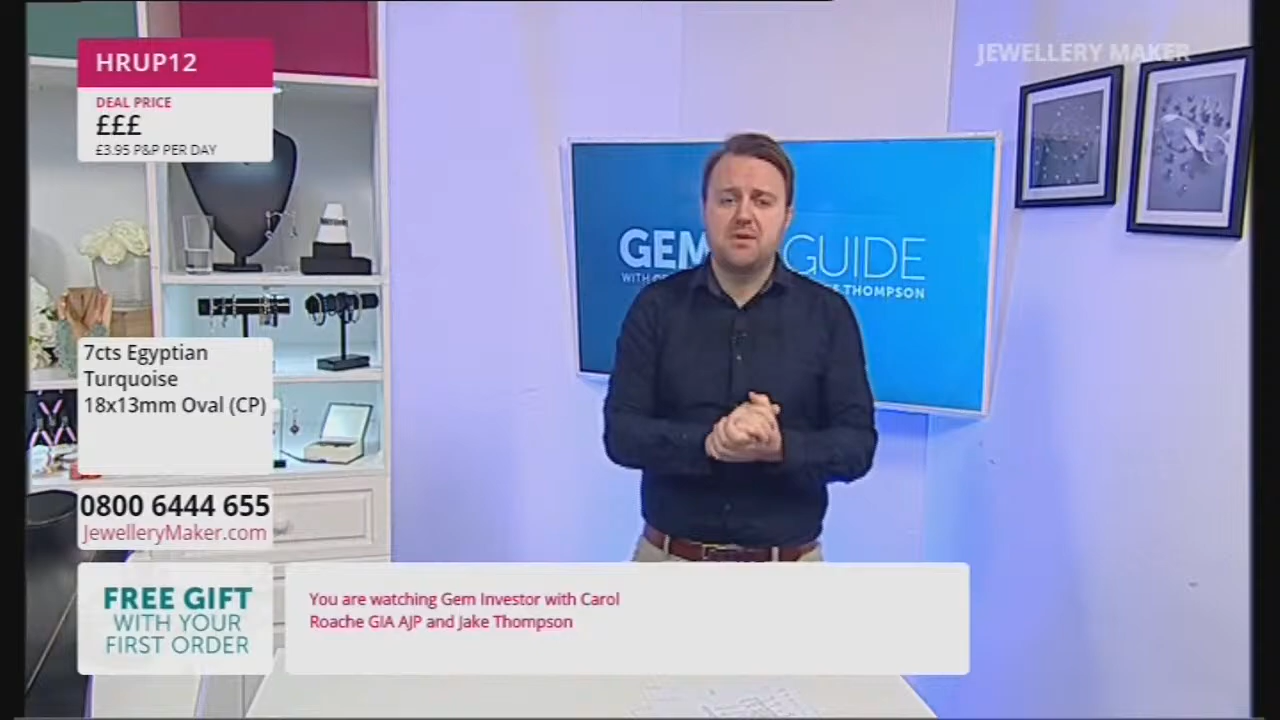 HRUP12
DEAL PRICE
£££
£3.95 P&P PER DAY
JEWELLERY MAKER
GEM GUIDE
WITH THOMPSON
7cts Egyptian
Turquoise
18x13mm Oval (CP)
0800 6444 655
JewelleryMaker.com
FREE GIFT
WITH YOUR
FIRST ORDER
You are watching Gem Investor with Carol
Roache GIA AJP and Jake Thompson